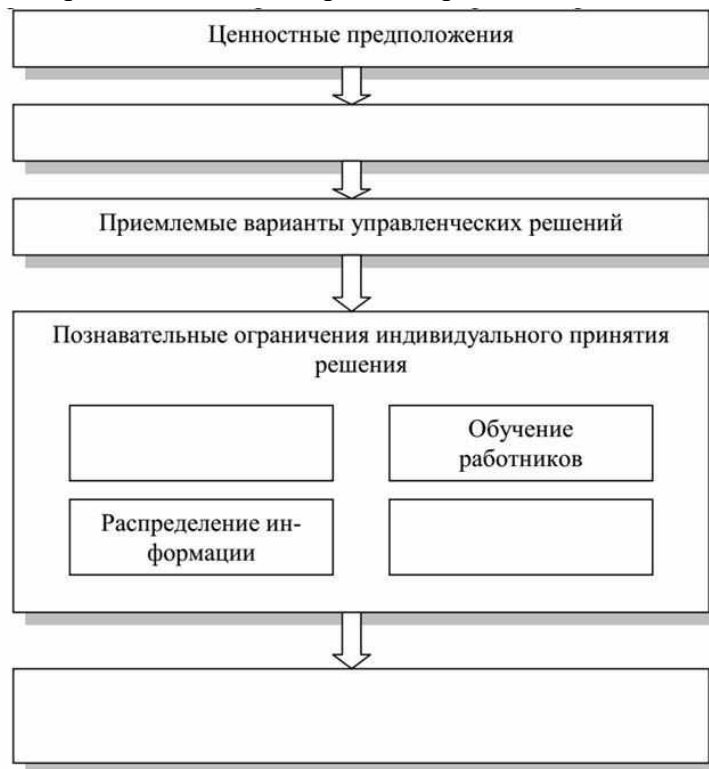 Ценностные предположения
Приемлемые варианты управленческих решений
Познавательные ограничения индивидуального принятия
решения
Обучение
работников
Распределение ин-
формации